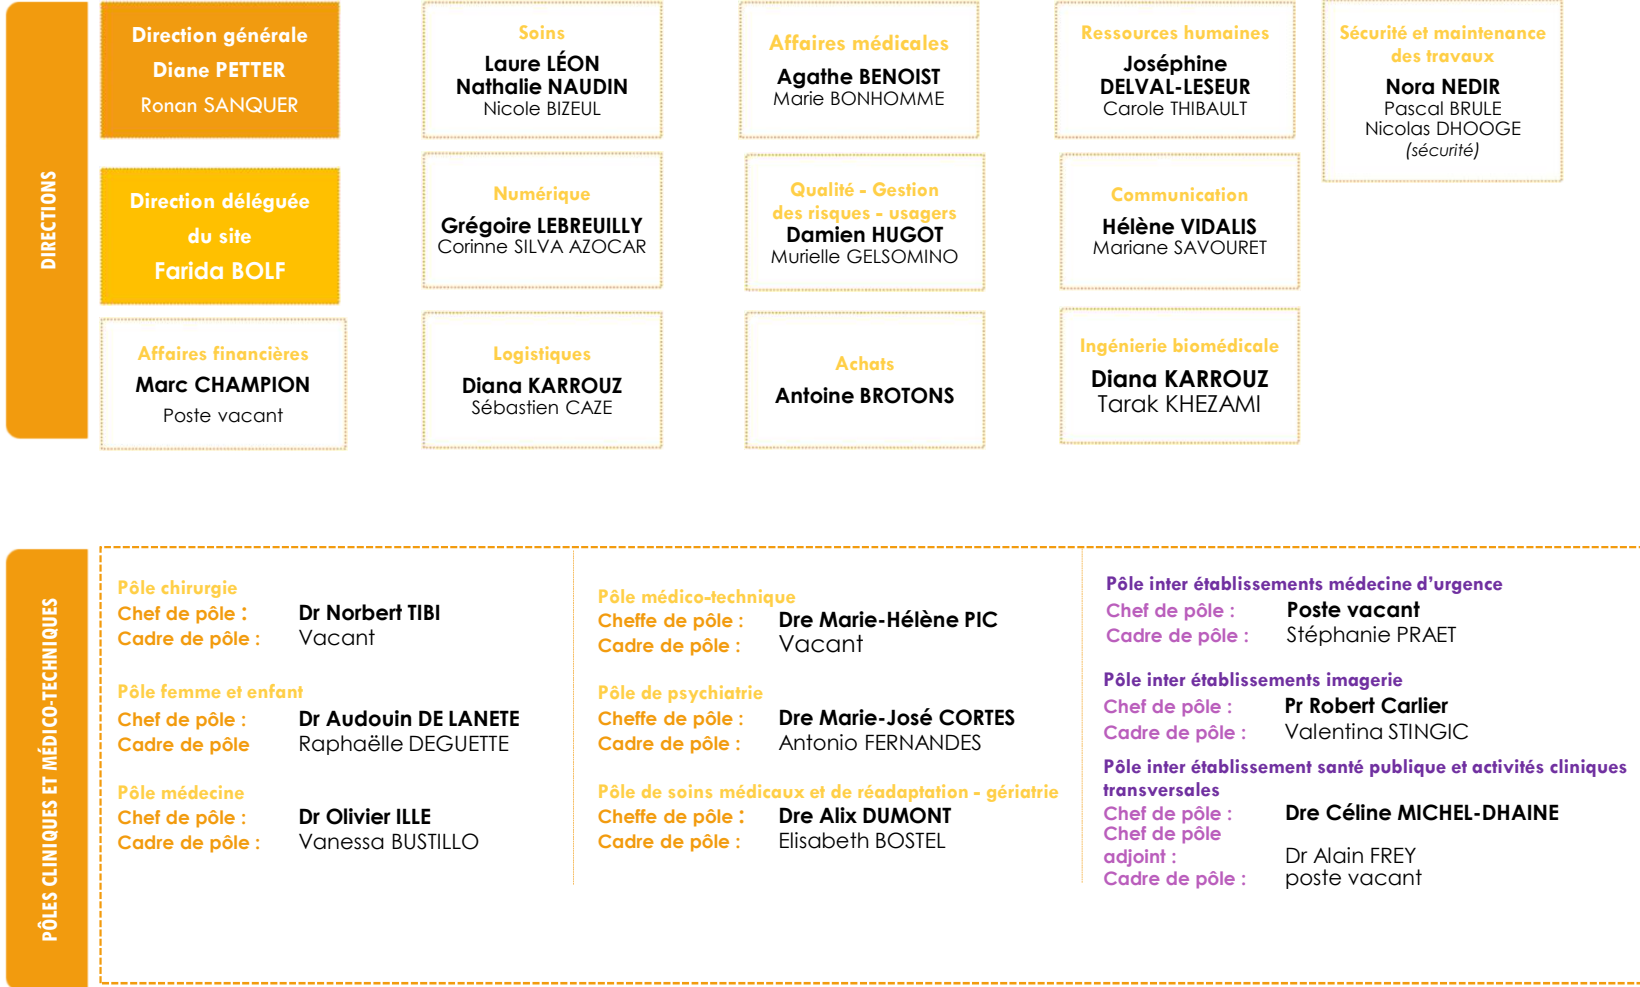 DIRECTIONS
Direction générale
Diane PETTER
Ronan SANQUER
Soins
Laure LÉON
Nathalie NAUDIN
Nicole BIZEUL
Affaires médicales
Agathe BENOIST
Marie BONHOMME
Ressources humaines
Joséphine
DELVAL-LESEUR
Carole THIBAULT
Sécurité et maintenance
des travaux
Nora NEDIR
Pascal BRULE
Nicolas DHOOGE
(sécurité)
Direction déléguée
du site
Farida BOLF
Numérique
Grégoire LEBREUILLY
Corinne SILVA AZOCAR
Qualité - Gestion
des risques - usagers
Damien HUGOT
Murielle GELSOMINO
Communication
Hélène VIDALIS
Mariane SAVOURET
Affaires financières
Marc CHAMPION
Poste vacant
Logistiques
Diana KARROUZ
Sébastien CAZE
Achats
Antoine BROTONS
Ingénierie biomédicale
Diana KARROUZ
Tarak KHEZAMI
PÔLES CLINIQUES ET MÉDICO-TECHNIQUES
Pôle chirurgie
Chef de pôle : Dr Norbert TIBI
Cadre de pôle : Vacant
Pôle femme et enfant
Chef de pôle : Dr Audouin DE LANETE
Cadre de pôle Raphaëlle DEGUETTE
Pôle médecine
Chef de pôle : Dr Olivier ILLE
Cadre de pôle : Vanessa BUSTILLO
Pôle médico-technique
Cheffe de pôle : Dre Marie-Hélène PIC
Cadre de pôle : Vacant
Pôle de psychiatrie
Cheffe de pôle : Dre Marie-José CORTES
Cadre de pôle : Antonio FERNANDES
Pôle de soins médicaux et de réadaptation - gériatrie
Cheffe de pôle : Dre Alix DUMONT
Cadre de pôle : Elisabeth BOSTEL
Pôle inter établissements médecine d'urgence
Chef de pôle : Poste vacant
Cadre de pôle : Stéphanie PRAET
Pôle inter établissements imagerie
Chef de pôle : Pr Robert Carlier
Cadre de pôle : Valentina STINGIC
Pôle inter établissement santé publique et activités cliniques
transversales
Chef de pôle : Dre Céline MICHEL-DHAINE
Chef de pôle
adjoint : Dr Alain FREY
Cadre de pôle : poste vacant